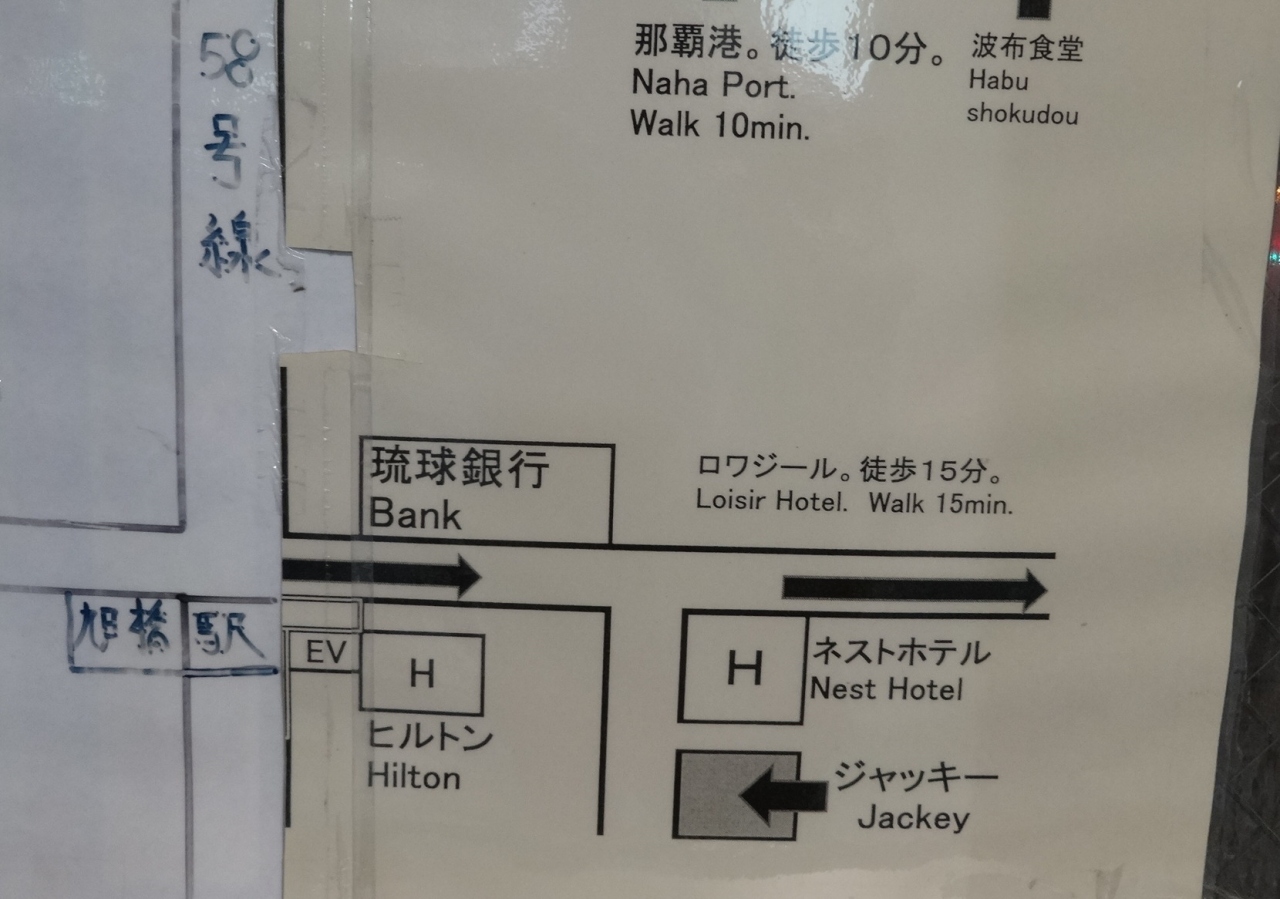 58号線
那覇港。徒歩10分。
Naha Port.
Walk 10min.
波布食堂
Habu
shokudou
琉球銀行
Bank
ロワジール。徒歩15分。
Loisir Hotel. Walk 15min.
旭橋駅
EV
H
ヒルトン
Hilton
H
ネストホテル
Nest Hotel
ジャッキー
Jackey